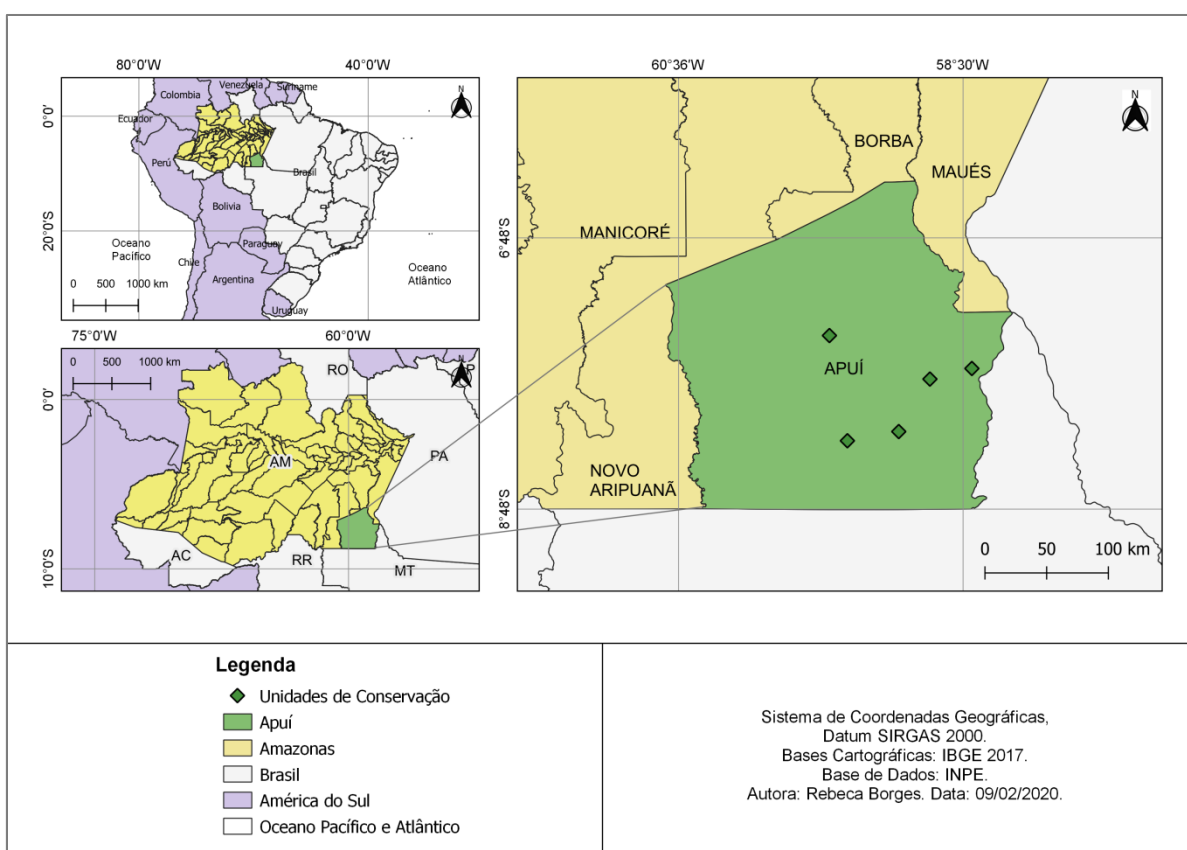 80°0'W
40°0'W
0°0'
20°0'S
N
Venezuela
Suriname
Colombia
Ecuador
Perú
Brasil
Bolivia
Paraguay
Chile
Argentina
Uruguay
Oceano
Pacífico
Oceano
Atlântico
0 500 1000 km
75°0'W
60°0'W
0°0'
10°0'S
0 500 1000 km
N
RO
PA
AM
AC
RR
MT
60°36'W
58°30'W
6°48'S
8°48'S
N
BORBA
MAUÉS
MANICORÉ
APUÍ
NOVO
ARIPUANÃ
0 50 100 km
Legenda
Unidades de Conservação
Apuí
Amazonas
Brasil
América do Sul
Oceano Pacífico e Atlântico
Sistema de Coordenadas Geográficas,
Datum SIRGAS 2000.
Bases Cartográficas: IBGE 2017.
Base de Dados: INPE.
Autora: Rebeca Borges. Data: 09/02/2020.